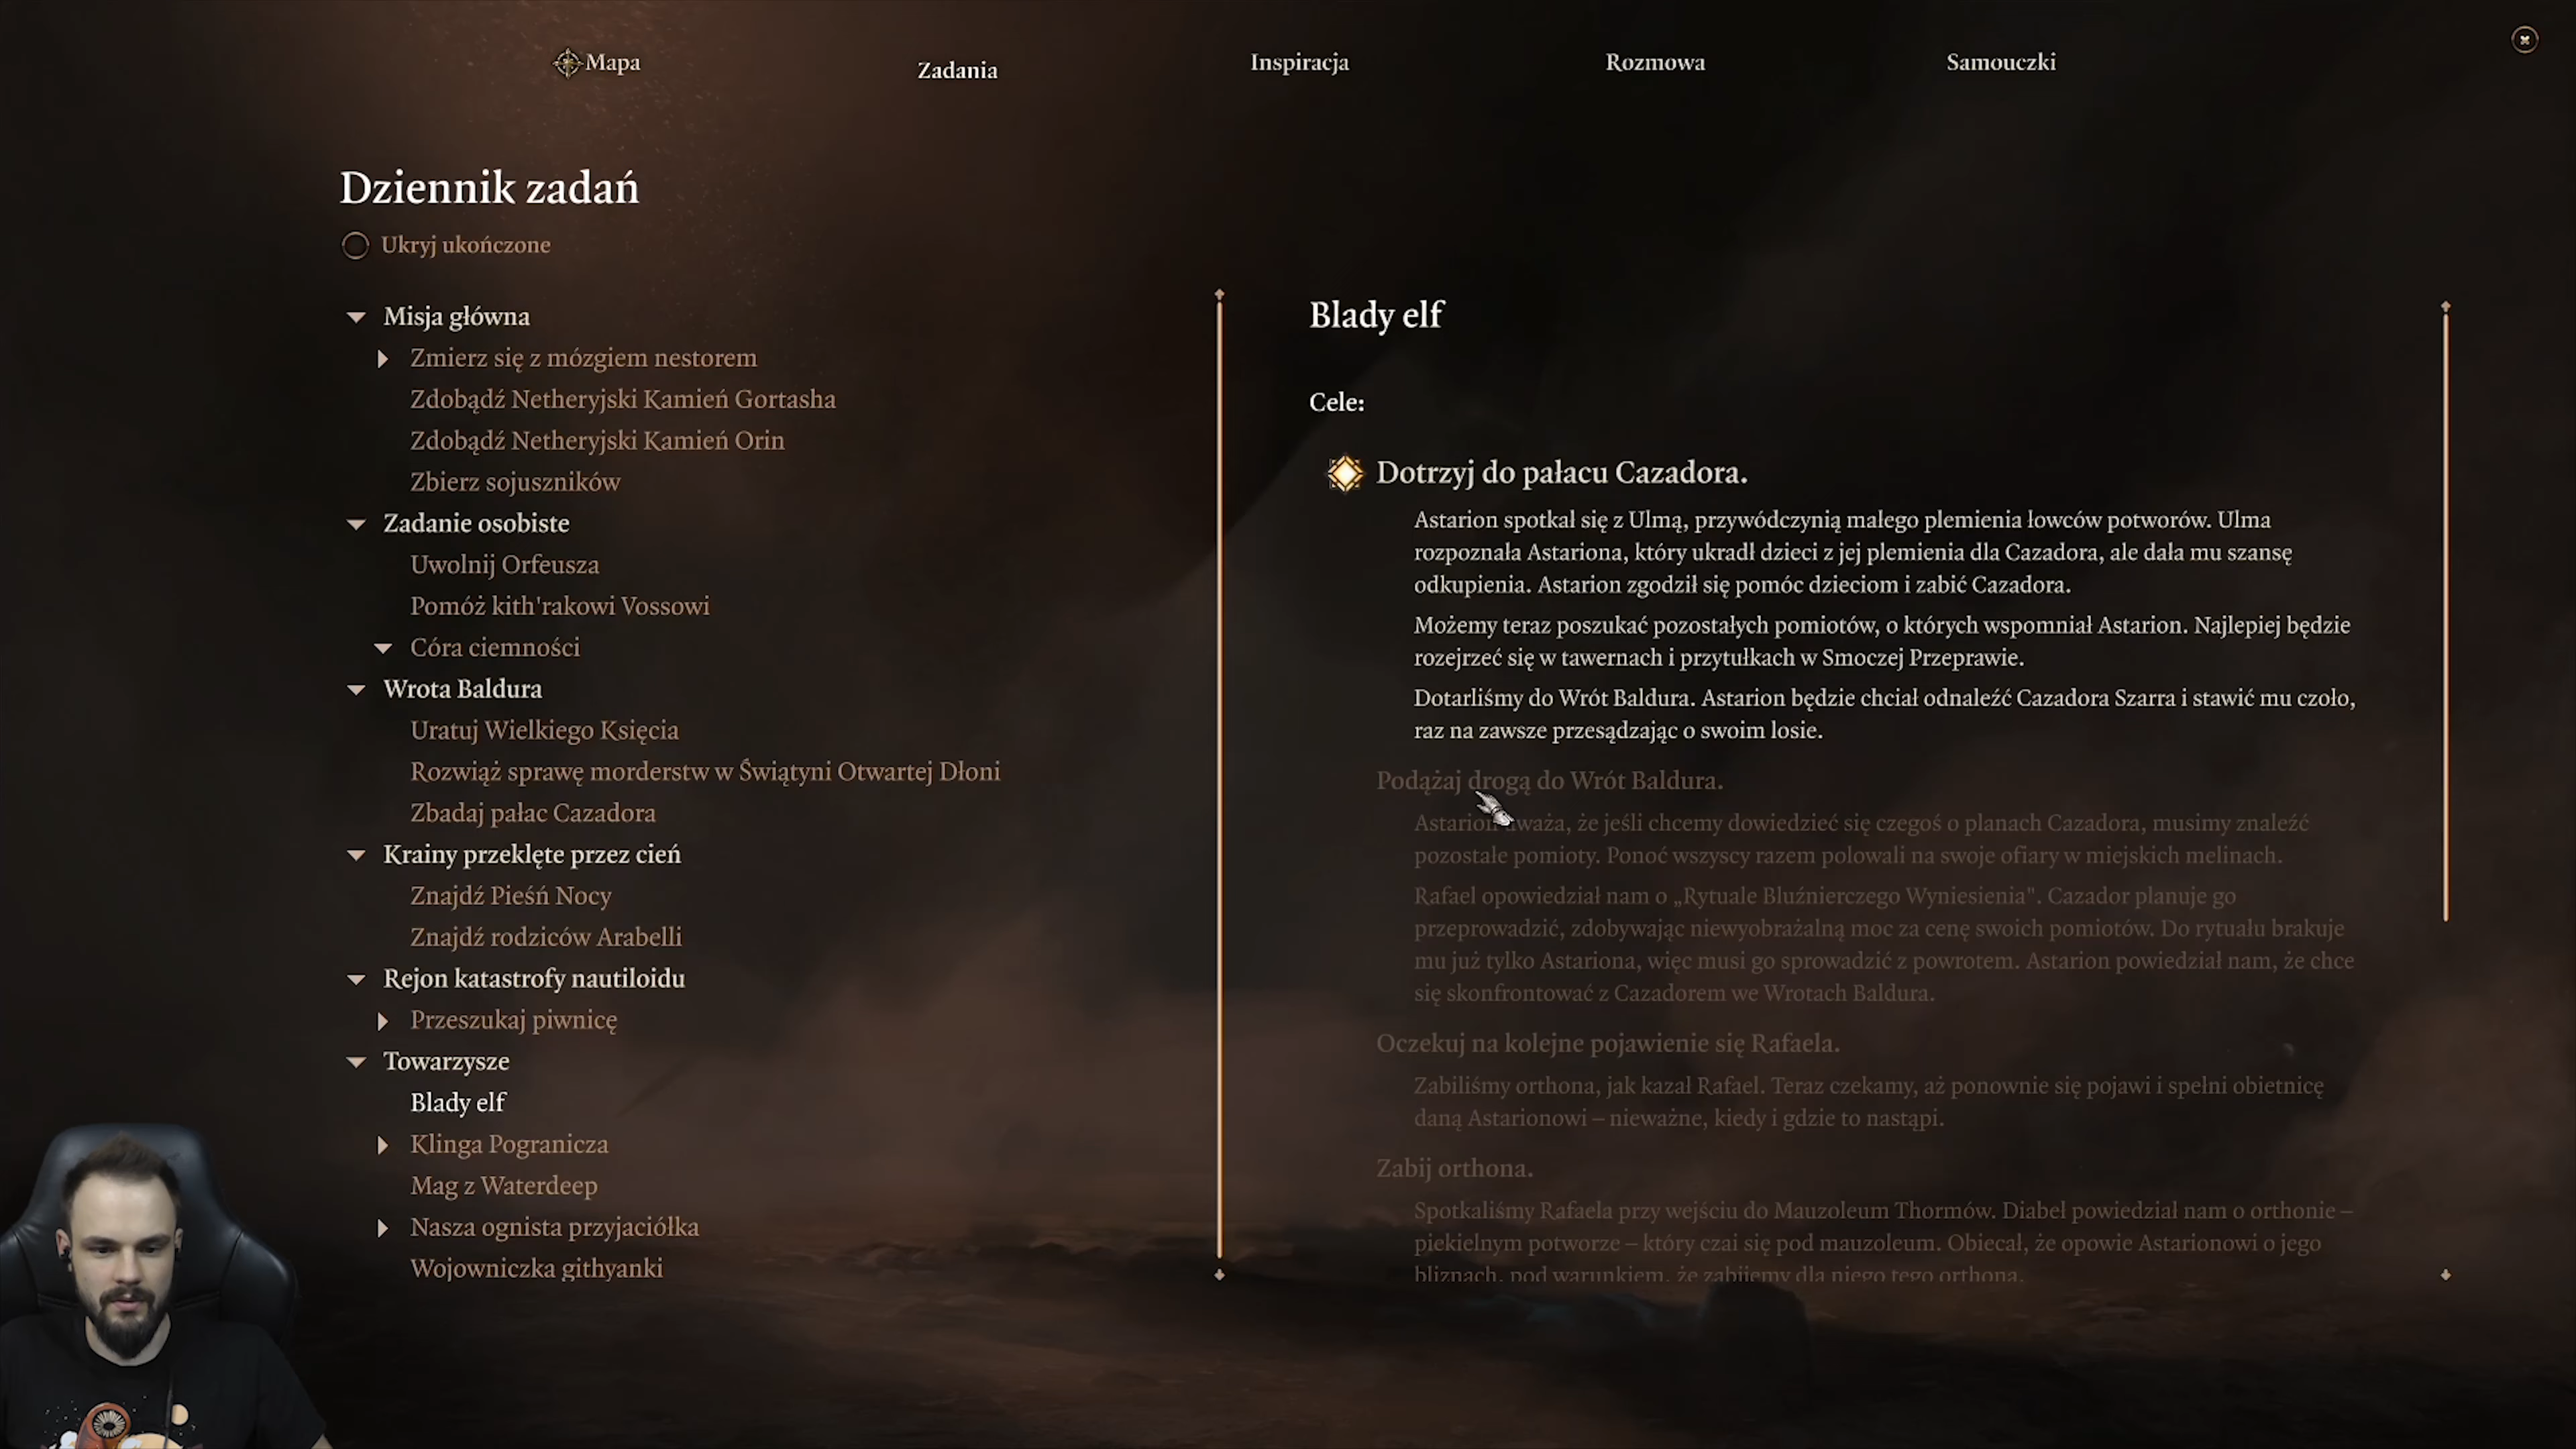 Mapa
Zadania
Inspiracja
Rozmowa
Samouczki
Dziennik zadań
Ukryj ukończone
Misja główna
Zmierz się z mózgiem nestorem
Zdobądź Netheryjski Kamień Gortasha
Zdobądź Netheryjski Kamień Orin
Zbierz sojuszników
Zadanie osobiste
Uwolnij Orfeusza
Pomóż kith'rakowi Vossowi
Córa ciemności
Wrota Baldura
Uratuj Wielkiego Księcia
Rozwiąż sprawę morderstw w Świątyni Otwartej Dłoni
Zbadaj pałac Cazadora
Krainy przeklęte przez cień
Znajdź Pieśń Nocy
Znajdź rodziców Arabelli
Rejon katastrofy nautiloidu
Przeszukaj piwnicę
Towarzysze
Blady elf
Klinga Pogranicza
Mag z Waterdeep
Nasza ognista przyjaciółka
Wojowniczka githyanki
Blady elf
Cele:
Dotrzyj do pałacu Cazadora.
Astarion spotkał się z Ulmą, przywódczynią małego plemienia łowców potworów. Ulma
rozpoznała Astariona, który ukradł dzieci z jej plemienia dla Cazadora, ale dała mu szansę
odkupienia. Astarion zgodził się pomóc dzieciom i zabić Cazadora.
Możemy teraz poszukać pozostałych pomiotów, o których wspomniał Astarion. Najlepiej będzie
rozejrzeć się w tawernach i przytułkach w Smoczej Przeprawie.
Dotarliśmy do Wrót Baldura. Astarion będzie chciał odnaleźć Cazadora Szarra i stawić mu czoło,
raz na zawsze przesądzając o swoim losie.
Podążaj drogą do Wrót Baldura.
Astarion uważa, że jeśli chcemy dowiedzieć się czegoś o planach Cazadora, musimy znaleźć
pozostałe pomioty. Ponoć wszyscy razem polowali na swoje ofiary w miejskich melinach.
Rafael opowiedział nam o „Rytuale Bluźnierczego Wyniesienia". Cazador planuje go
przeprowadzić, zdobywając niewyobrażalną moc za cenę swoich pomiotów. Do rytuału brakuje
mu już tylko Astariona, więc musi go sprowadzić z powrotem. Astarion powiedział nam, że chce
się skonfrontować z Cazadorem we Wrotach Baldura.
Oczekuj na kolejne pojawienie się Rafaela.
Zabiliśmy orthona, jak kazał Rafael. Teraz czekamy, aż ponownie się pojawi i spełni obietnicę
daną Astarionowi – nieważne, kiedy i gdzie to nastąpi.
Zabij orthona.
Spotkaliśmy Rafaela przy wejściu do Mauzoleum Thormów. Diabeł powiedział nam o orthonie –
piekielnym potworze – który czai się pod mauzoleum. Obiecał, że opowie Astarionowi o jego
bliznach, pod warunkiem, że zabijemy dla niego tego orthona.